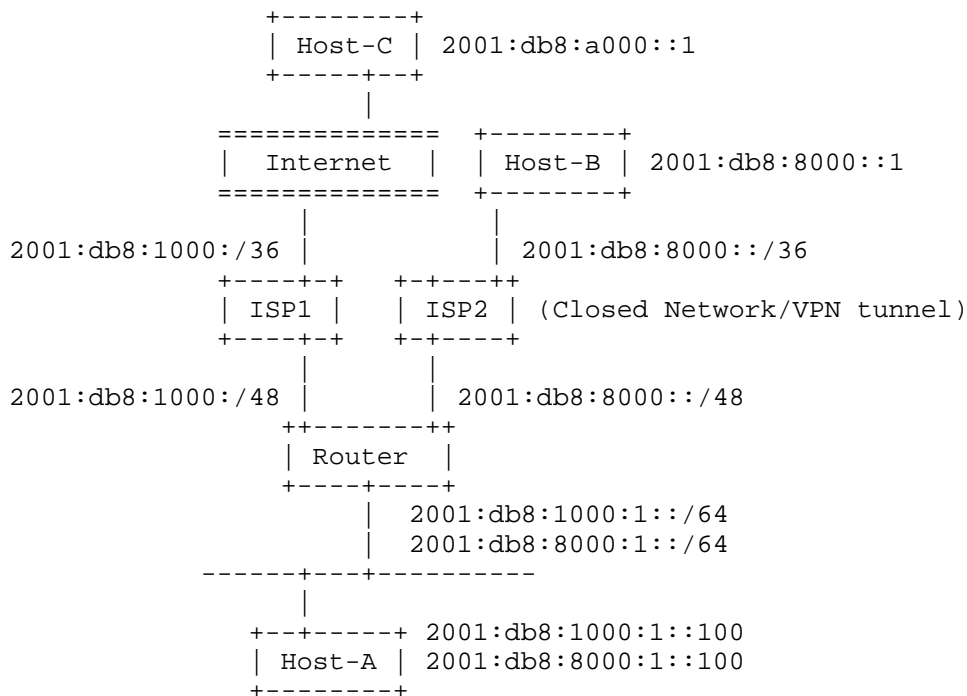 Host-C 2001:db8:a000::1
Internet Host-B 2001:db8:8000::1
2001:db8:1000:/36 2001:db8:8000::/36
ISP1 ISP2 (Closed Network/VPN tunnel)
2001:db8:1000:/48 2001:db8:8000::/48
Router
2001:db8:1000:1::/64
2001:db8:8000:1::/64
2001:db8:1000:1::100
Host-A 2001:db8:8000:1::100